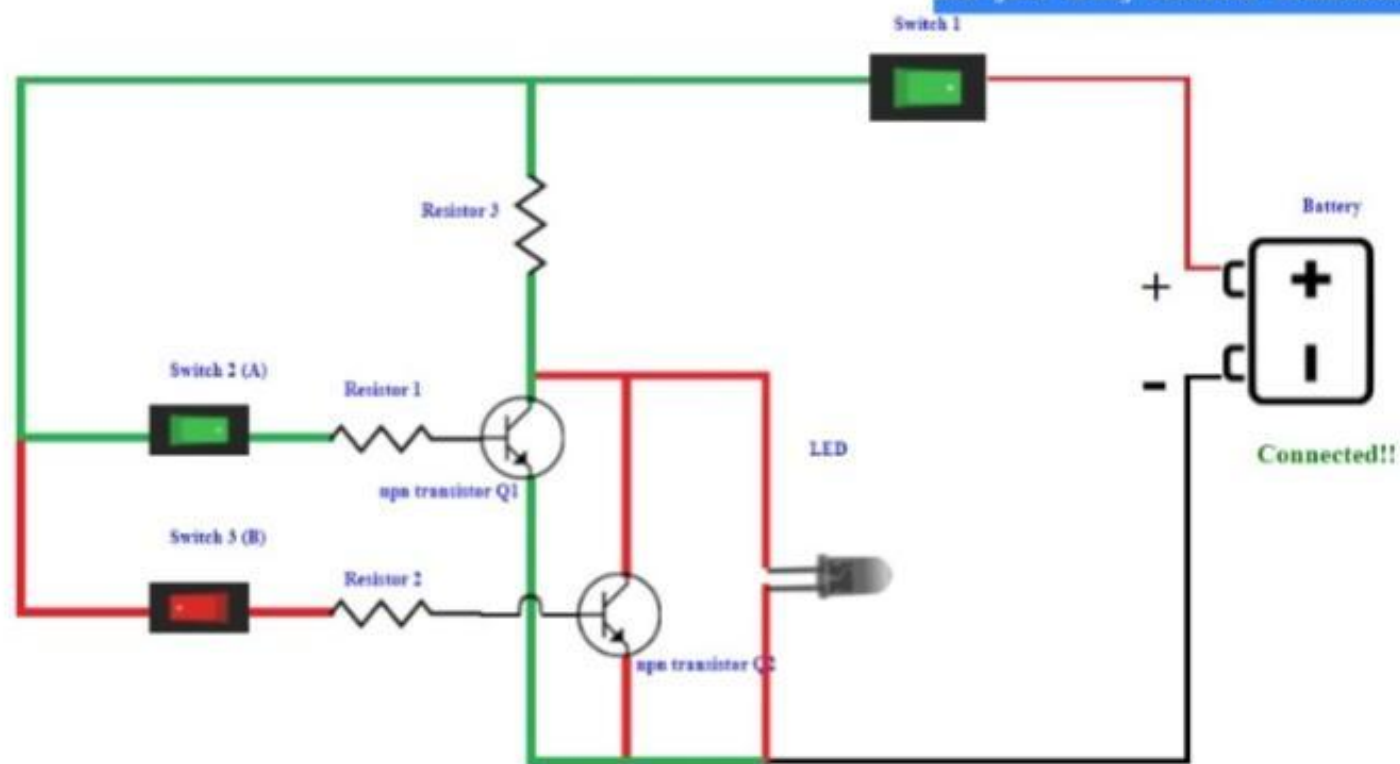 Switch 1
Resistor 3
Battery
+
+
-
-
Switch 2 (A)
Resistor 1
LED
Connected!!
npn transistor Q1
Switch 3 (B)
Resistor 2
npn transistor Q2